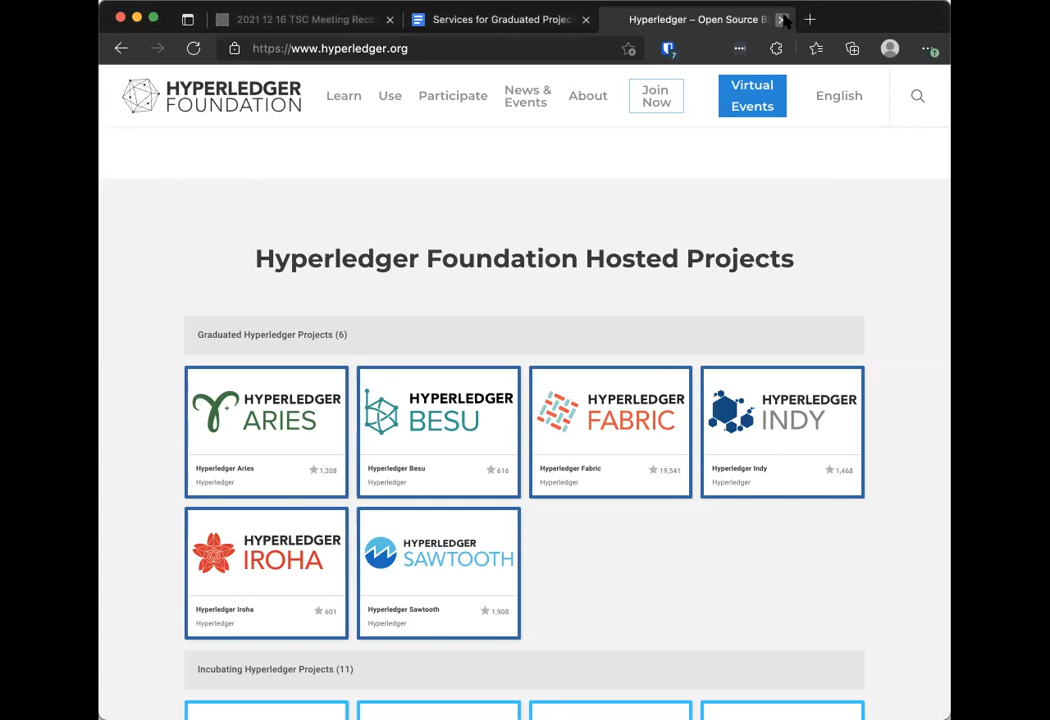 2021 12 16 TSC Meeting Reco
Services for Graduated Projec
Hyperledger – Open Source B
https://www.hyperledger.org
7
HYPERLEDGER
FOUNDATION
Learn
Use
Participate
News &
Events
About
Join
Now
Virtual
Events
English
Hyperledger Foundation Hosted Projects
Graduated Hyperledger Projects (6)
HYPERLEDGER
ARIES
Hyperledger Aries
1,208
Hyperledger
HYPERLEDGER
BESU
Hyperledger Besu
616
Hyperledger
HYPERLEDGER
FABRIC
Hyperledger Fabric
19,541
Hyperledger
HYPERLEDGER
INDY
Hyperledger Indy
1,468
Hyperledger
HYPERLEDGER
IROHA
Hyperledger Iroha
601
Hyperledger
HYPERLEDGER
SAWTOOTH
Hyperledger Sawtooth
1,908
Hyperledger
Incubating Hyperledger Projects (11)